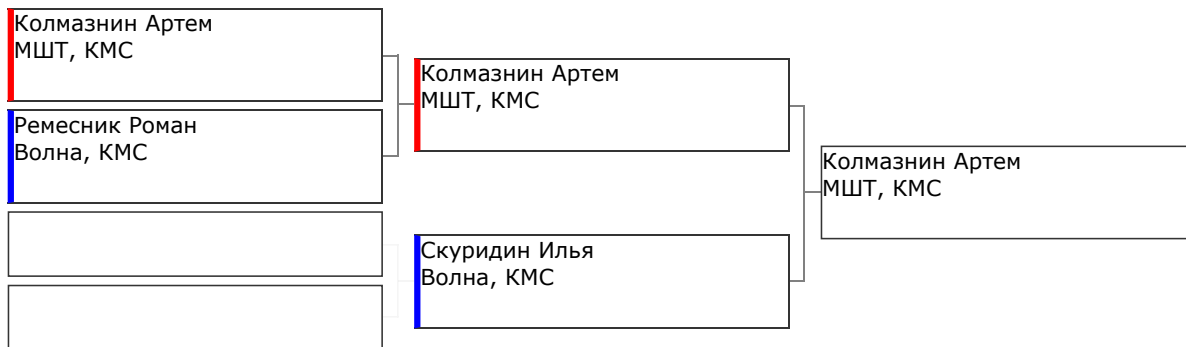 Колмазнин Артем
МШТ, КМС
Ремесник Роман
Волна, КМС
Колмазнин Артем
МШТ, КМС
Скуридин Илья
Волна, КМС
Колмазнин Артем
МШТ, КМС